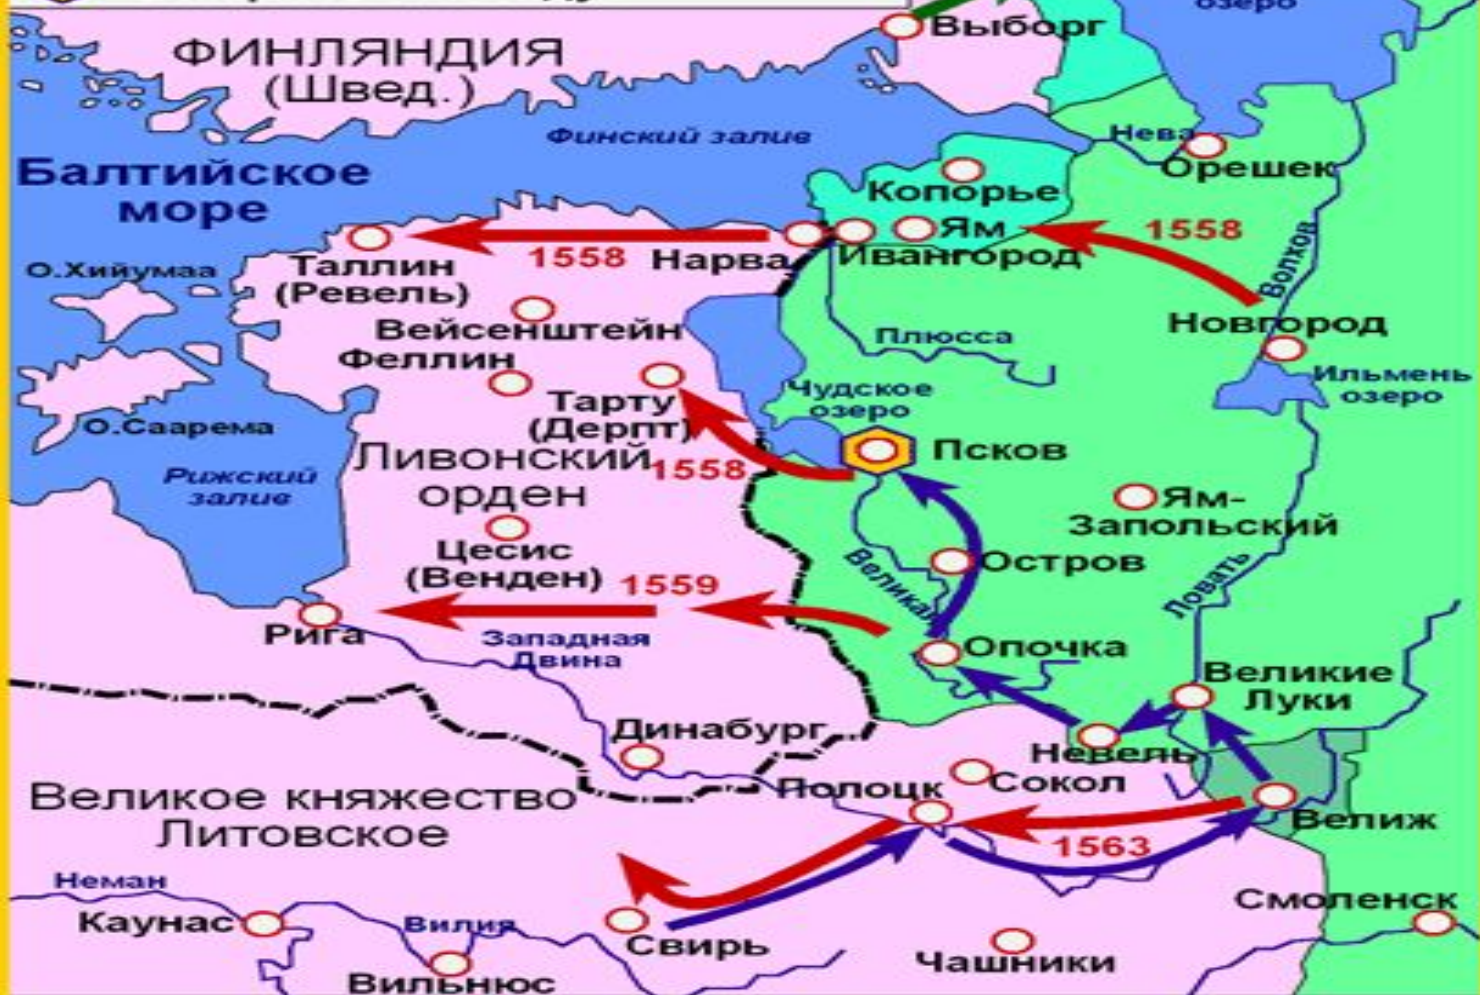 озеро
Выборг
ФИНЛЯНДИЯ
(Швед.)
Финский залив
Нева
Орешек
Балтийское
море
Копорье
Ям
1558
Ивангород
Нарва
1558
Таллин
(Ревель)
О.Хийумаа
Волхов
Новгород
Вейсенштейн
Плюсса
Феллин
Ильмень
озеро
Чудское
озеро
Тарту
(Дерпт)
О.Саарема
Псков
Ливонский
орден
1558
Рижский
залив
Ям-
Запольский
Цесис
(Венден)
Остров
Великая
Ловать
1559
Рига
Западная
Двина
Опочка
Великие
Луки
Динабург
Невель
Полоцк
Сокол
Великое княжество
Литовское
Велиж
1563
Неман
Каунас
Вилия
Свирь
Смоленск
Чашники
Вильнюс